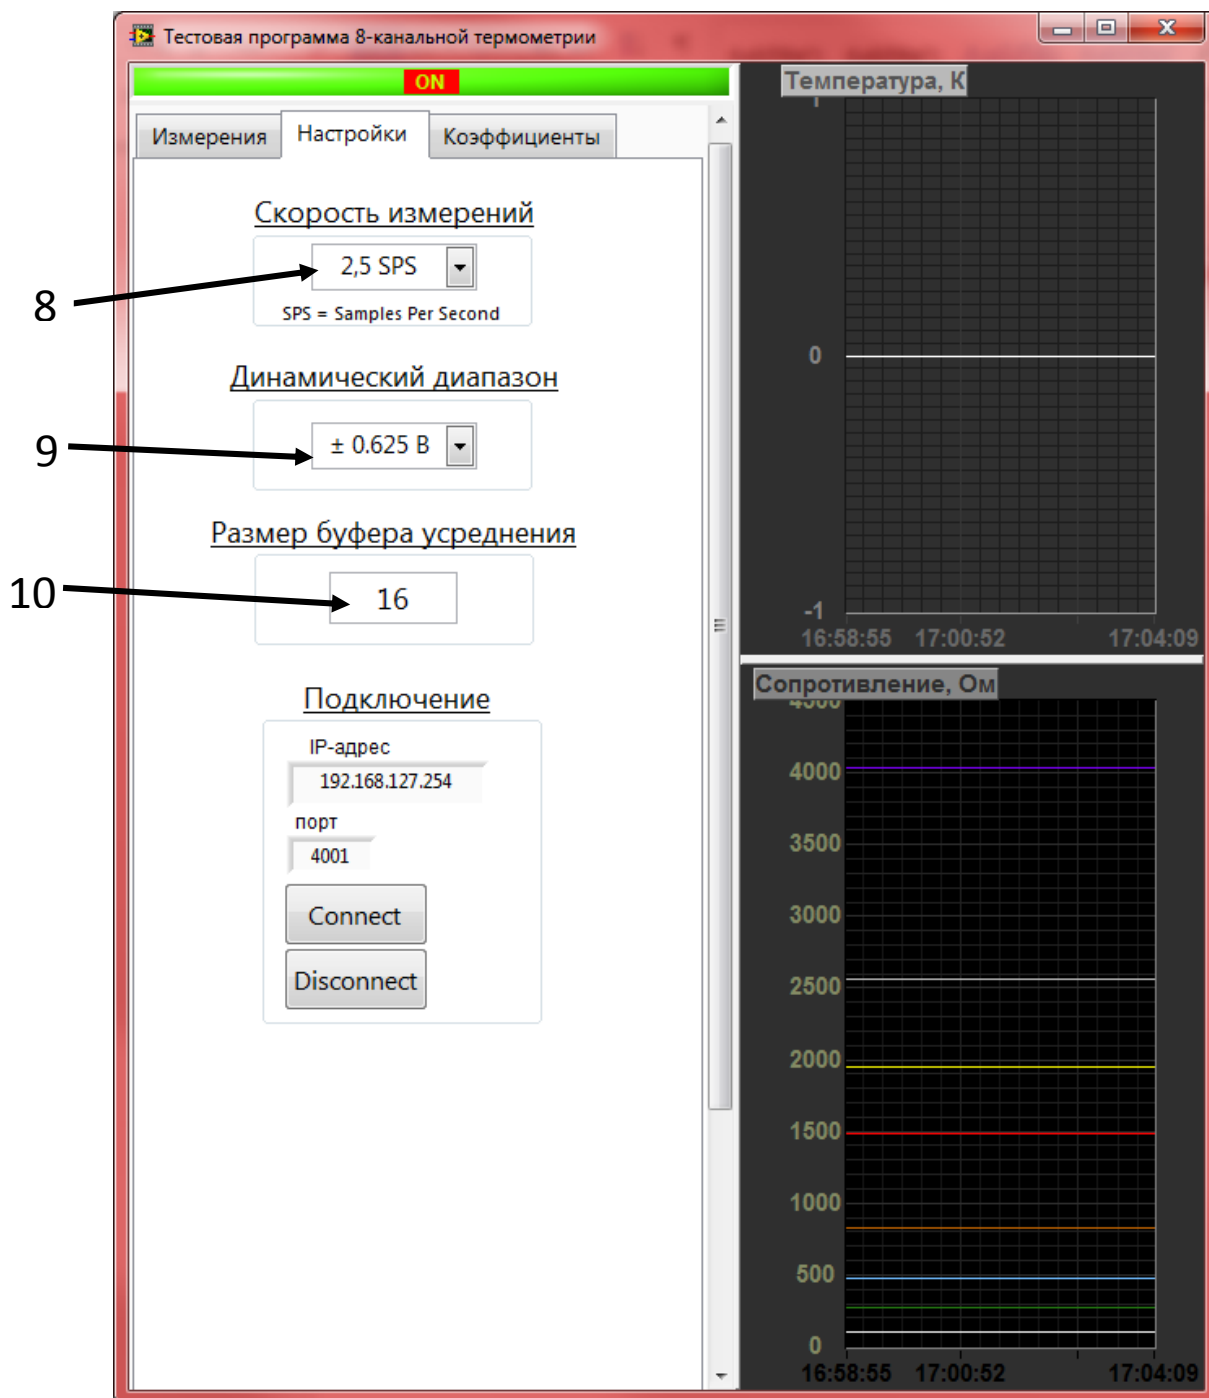 Тестовая программа 8-канальной термометрии
ON
Измерения Настройки Коэффициенты
Скорость измерений
8
2,5 SPS
SPS = Samples Per Second
Динамический диапазон
9
± 0.625 В
Размер буфера усреднения
10
16
Подключение
IP-адрес
192.168.127.254
порт
4001
Connect
Disconnect
Температура, К
1
0
-1
16:58:55 17:00:52 17:04:09
Сопротивление, Ом
4500
4000
3500
3000
2500
2000
1500
1000
500
0
16:58:55 17:00:52 17:04:09